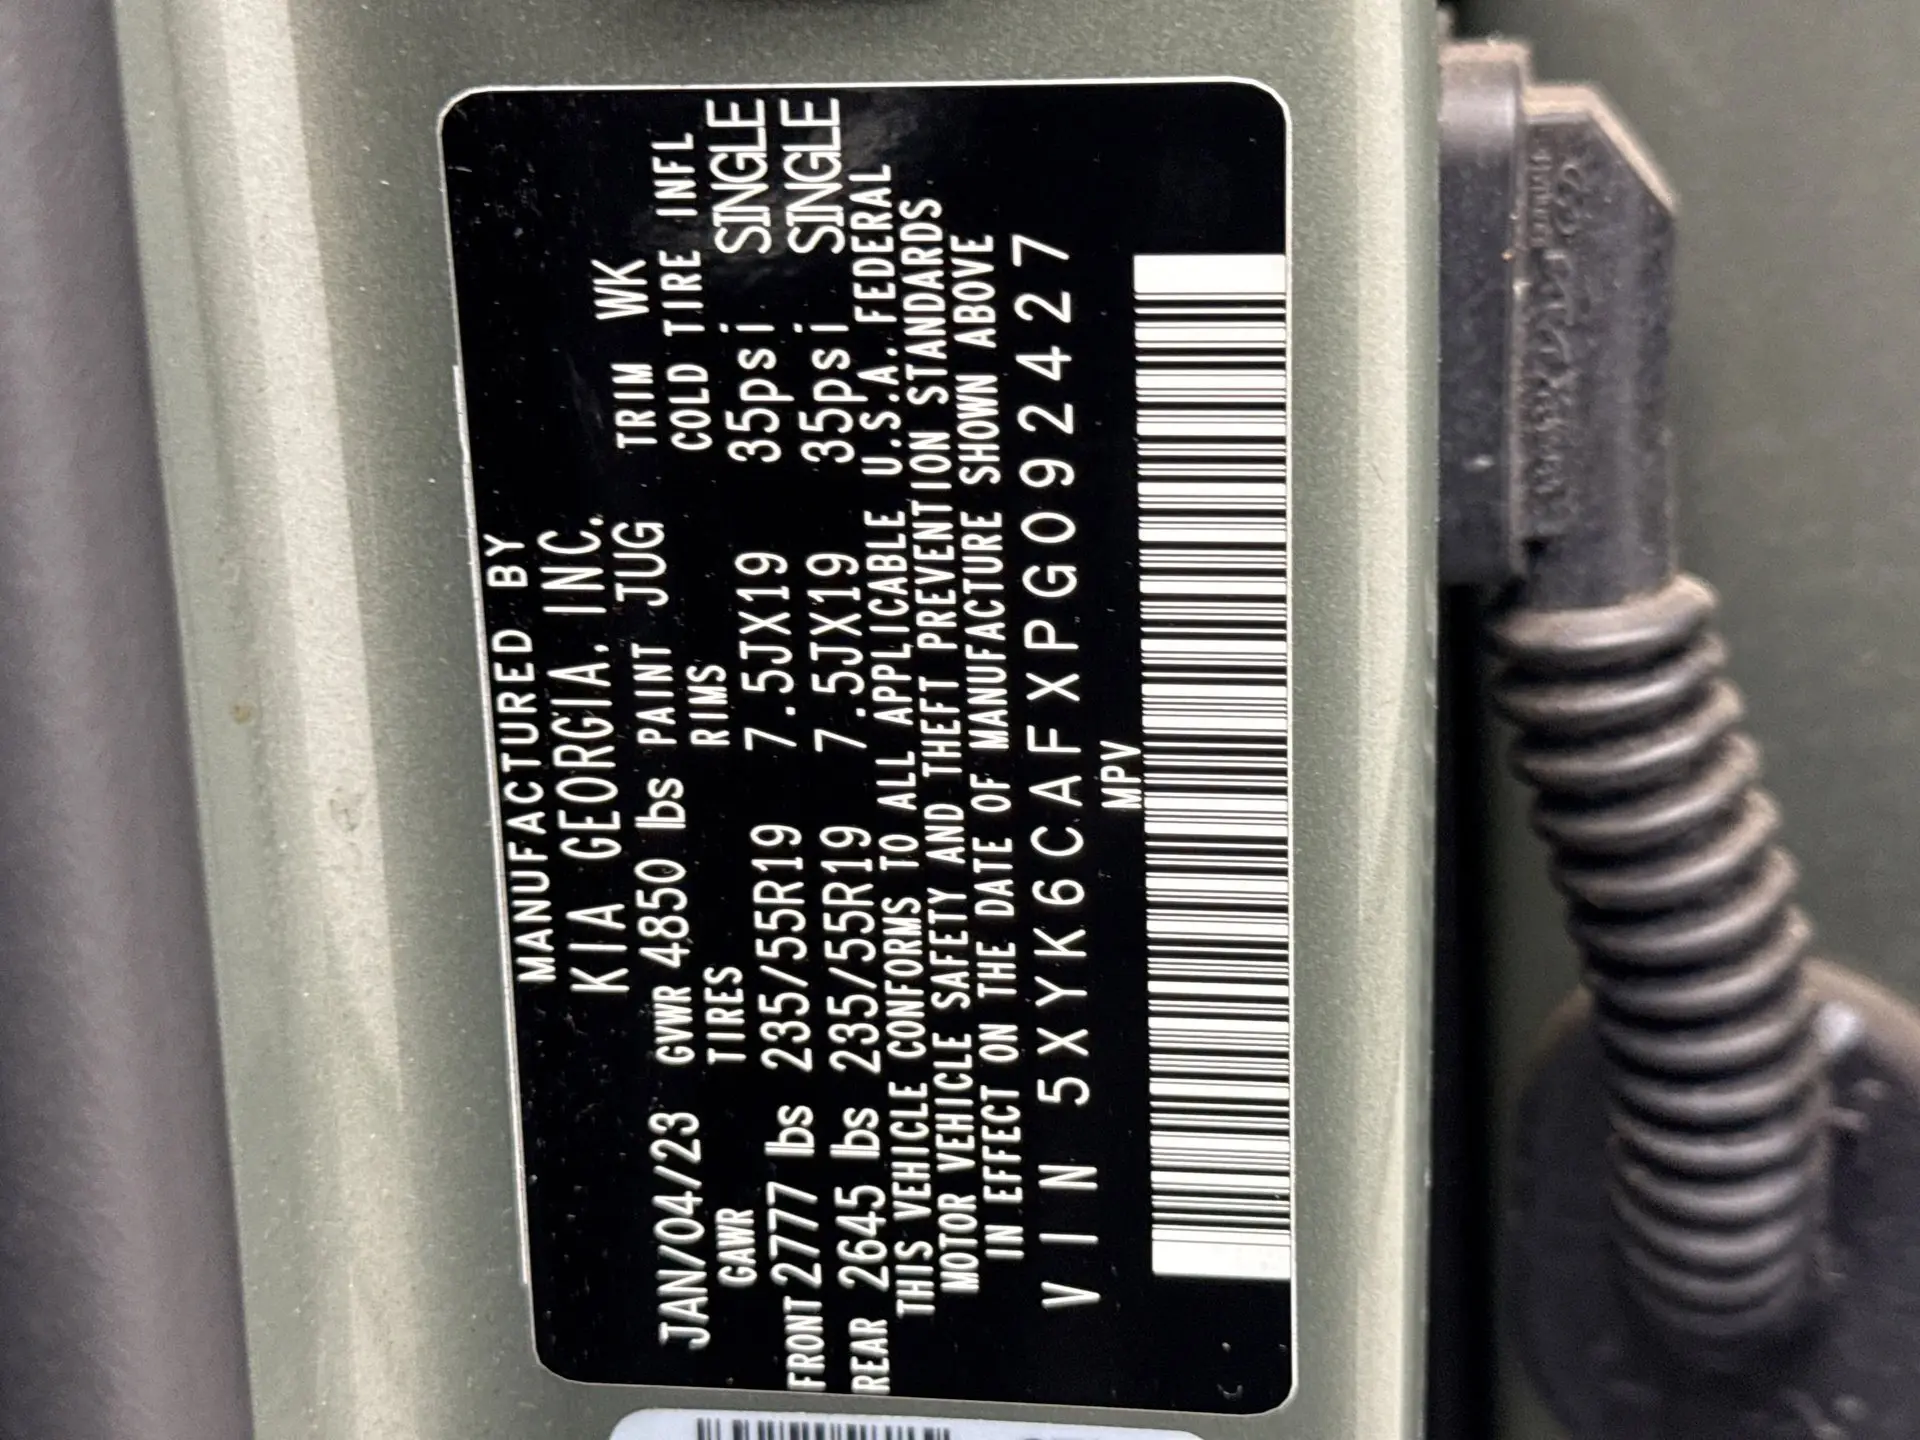 MANUFACTURED BY
KIA GEORGIA, INC.
JAN/04/23 GVWR 4850 lbs PAINT JUG TRIM WK
GAWR TIRES RIMS COLD TIRE INFL
FRONT 2777 lbs 235/55R19 7.5JX19 35psi SINGLE
REAR 2645 lbs 235/55R19 7.5JX19 35psi SINGLE
THIS VEHICLE CONFORMS TO ALL APPLICABLE U.S.A. FEDERAL
MOTOR VEHICLE SAFETY AND THEFT PREVENTION STANDARDS
IN EFFECT ON THE DATE OF MANUFACTURE SHOWN ABOVE
VIN 5XYK6CAFXPG092427
MPV